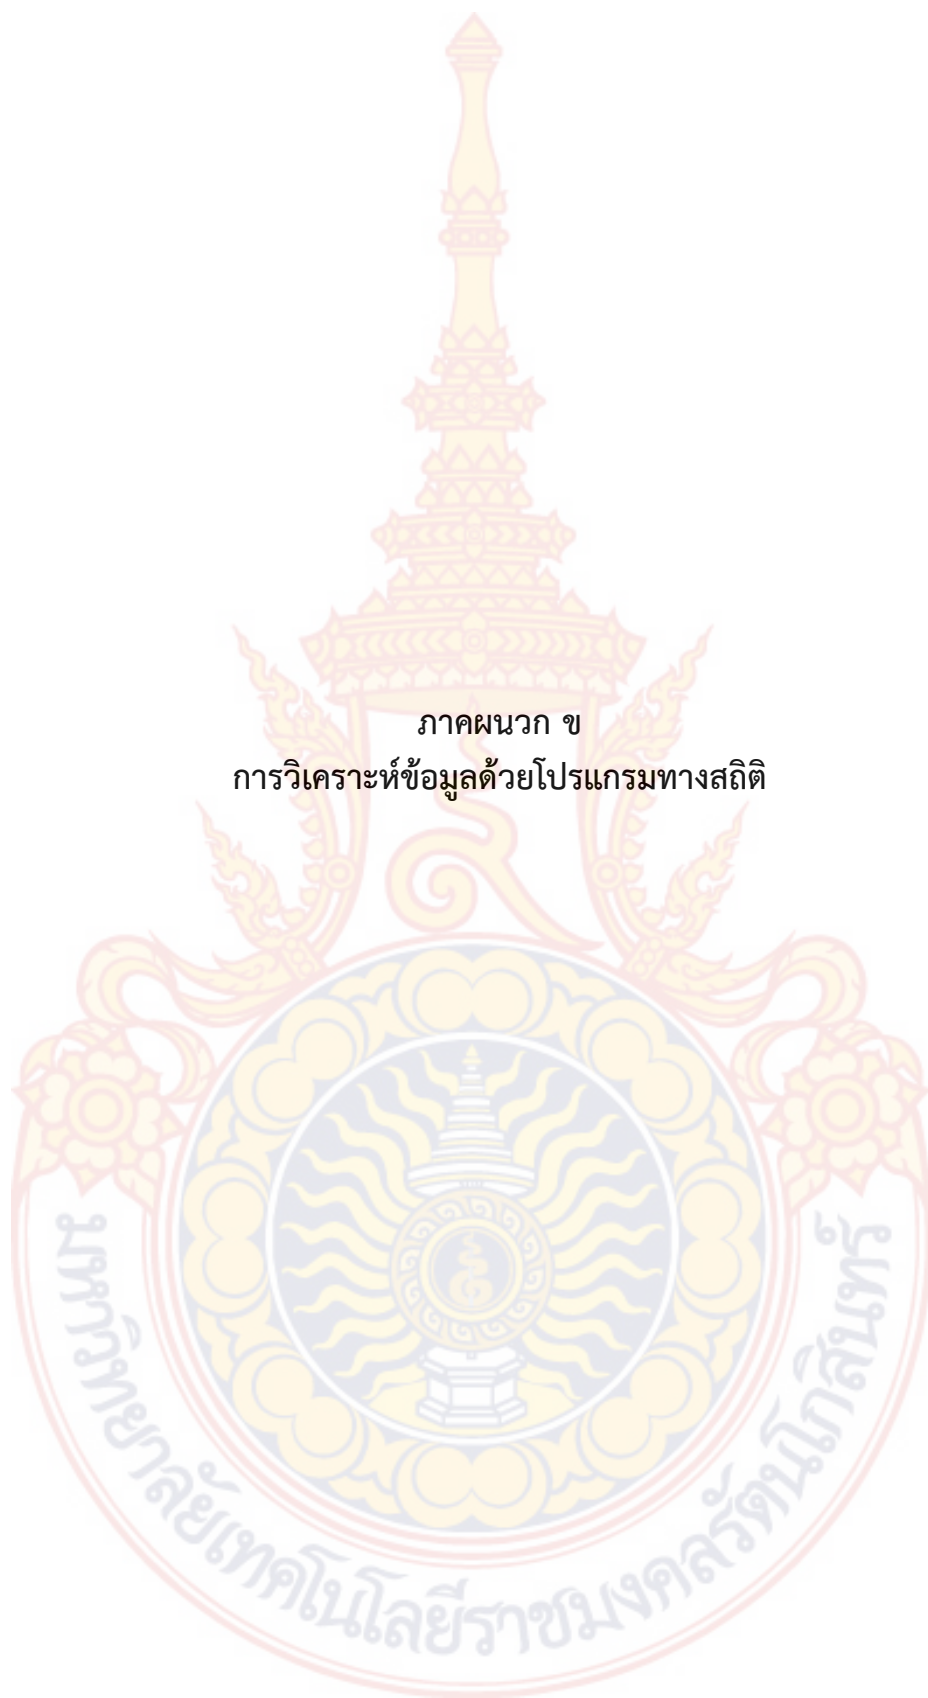 ภาคผนวก ข
การวิเคราะห์ข้อมูลด้วยโปรแกรมทางสถิติ
มหาวิทยาลัยเทคโนโลยีราชมงคลรัตนโกสินทร์